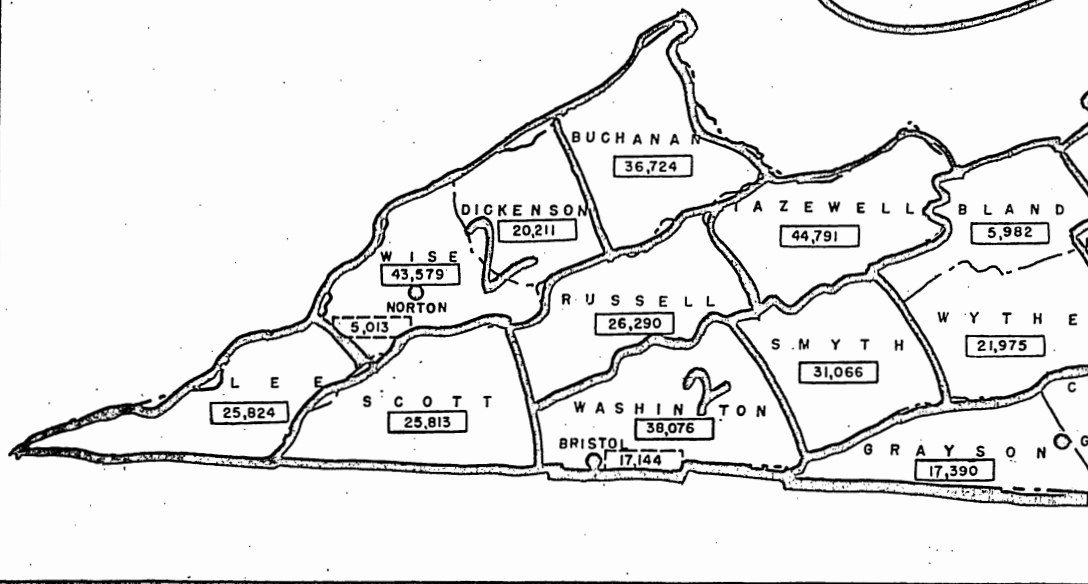 BUCHANAN
36,724
DICKENSON
20,211
TAZEWELL
44,791
BLAND
5,982
WISE
43,579
NORTON
5,013
2
RUSSELL
26,290
WYTHE
21,975
SMYTH
31,066
LEE
25,824
SCOTT
25,813
2
WASHINGTON
38,076
BRISTOL
17,144
GRAYSON
17,390
C
G